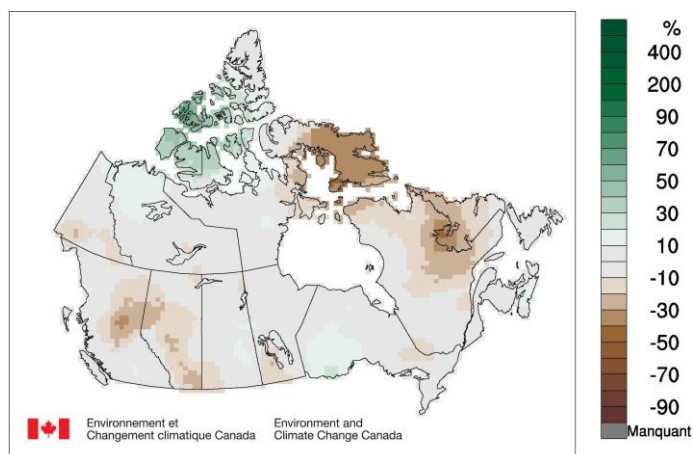 %
400
200
90
70
50
30
10
-10
-30
-50
-70
-90
Manquant
Environnement et
Changement climatique Canada
Environment and
Climate Change Canada